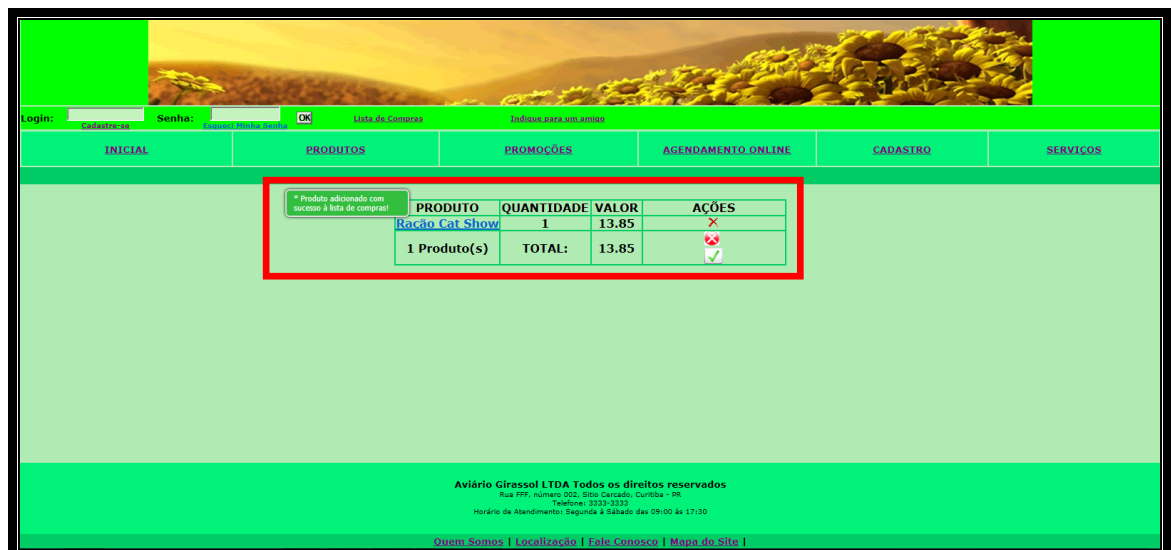 Login: Senha: OK Lista de Compras Indique para um amigo
Cadastre-se Esqueci Minha Senha
INICIAL PRODUTOS PROMOÇÕES AGENDAMENTO ONLINE CADASTRO SERVIÇOS
* Produto adicionado com
sucesso à lista de compras!
PRODUTO QUANTIDADE VALOR AÇÕES
Ração Cat Show 1 13.85
1 Produto(s) TOTAL: 13.85
Aviário Girassol LTDA Todos os direitos reservados
Rua FFF, número 002, Sitio Cercado, Curitiba - PR
Telefone: 3333-3333
Horário de Atendimento: Segunda à Sábado das 09:00 às 17:30
Quem Somos | Localização | Fale Conosco | Mapa do Site |